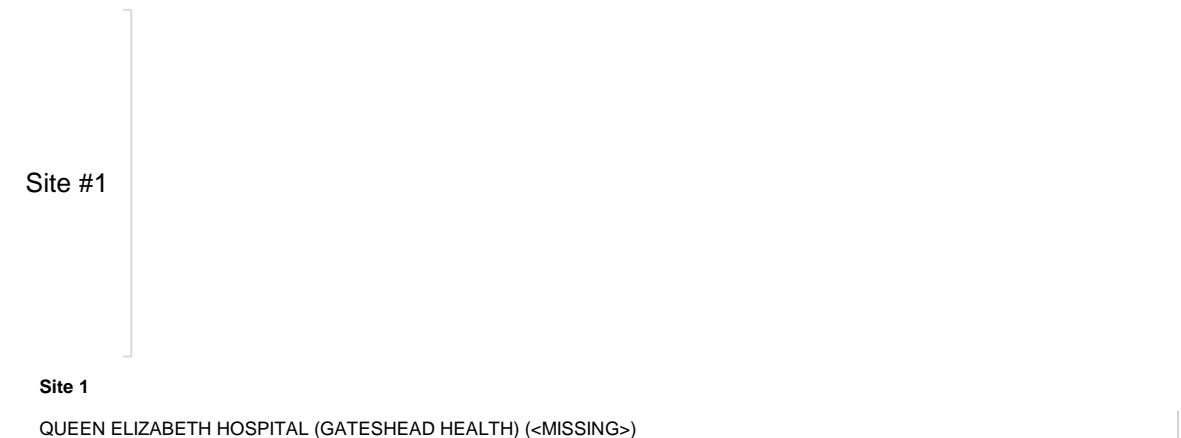 Site #1
Site 1
QUEEN ELIZABETH HOSPITAL (GATESHEAD HEALTH) (<MISSING>)